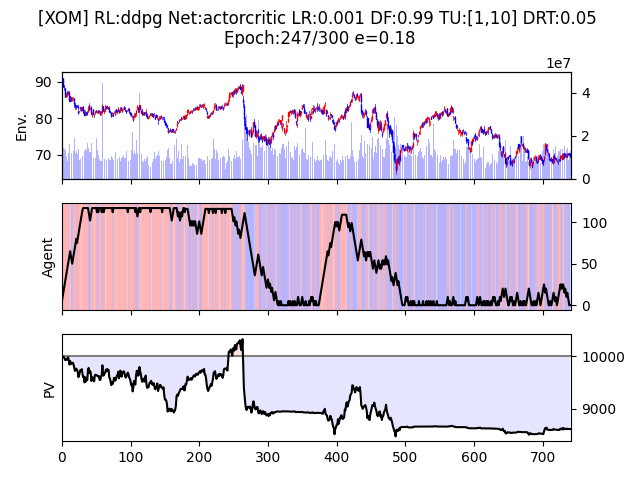 [XOM] RL:ddpg Net:actorcritic LR:0.001 DF:0.99 TU:[1,10] DRT:0.05
Epoch:247/300 e=0.18
1e7
90
80
70
Env.
4
2
0
Agent
100
50
0
PV
10000
9000
0 100 200 300 400 500 600 700